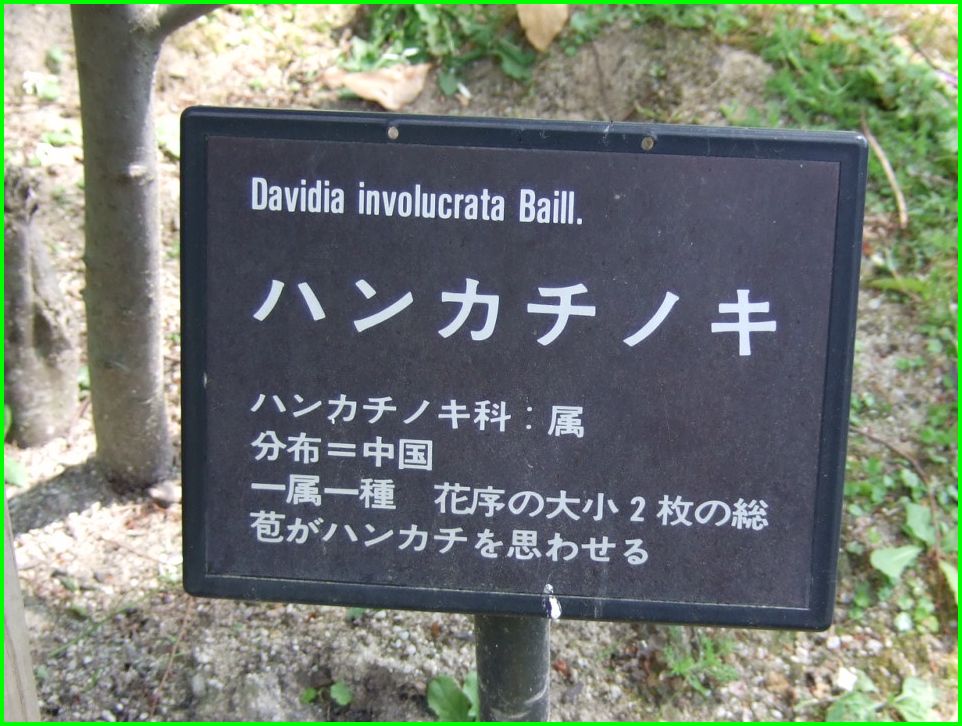 Davidia involucrata Baill.
ハンカチノキ
ハンカチノキ科：属
分布＝中国
一属一種　花序の大小2枚の総
苞がハンカチを思わせる